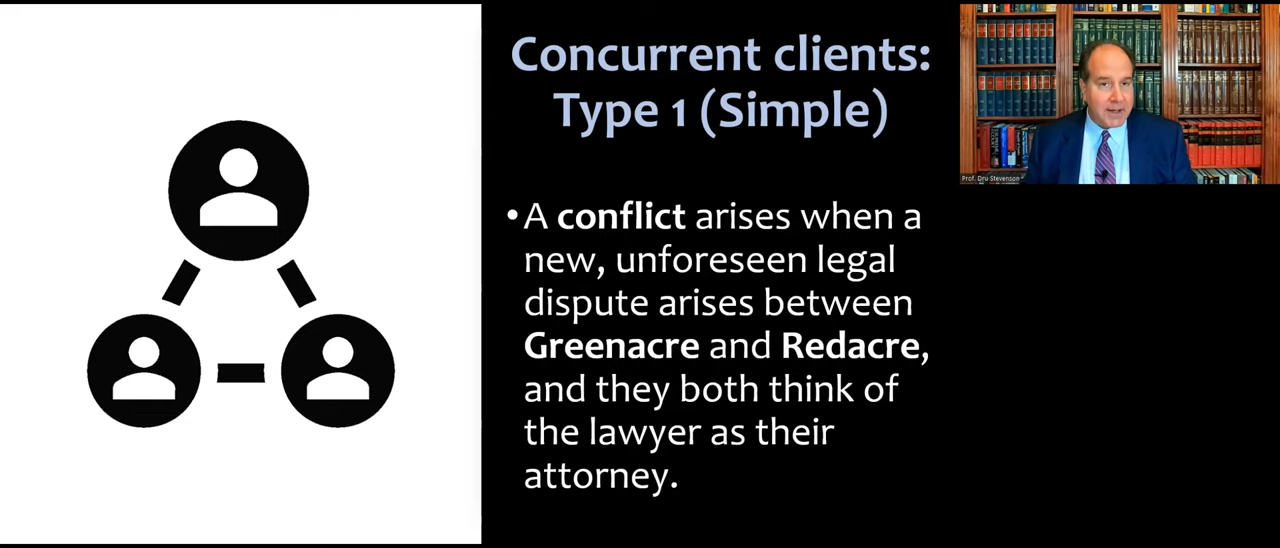 Concurrent clients:
Type 1 (Simple)
•A conflict arises when a
new, unforeseen legal
dispute arises between
Greenacre and Redacre,
and they both think of
the lawyer as their
attorney.
Prof. Dru Stevenson